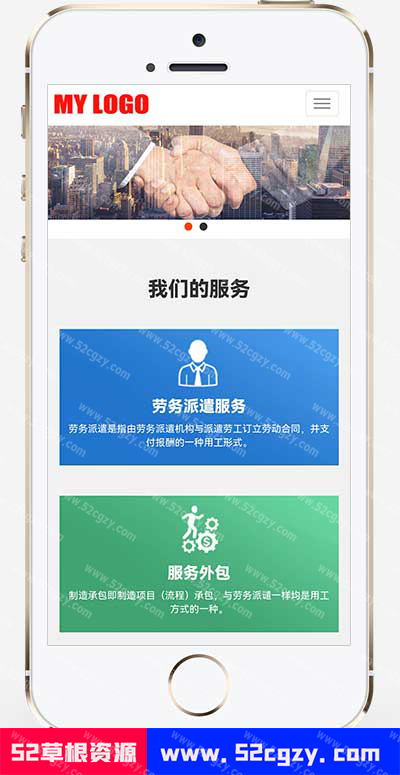 MY LOGO
我们的服务
劳务派遣服务
劳务派遣是指由劳务派遣机构与派遣劳工订立劳动合同，并支
付报酬的一种用工形式。
服务外包
制造承包即制造项目（流程）承包，与劳务派谴一样均是用工
方式的一种。
52草根资源
www.52cgzy.com